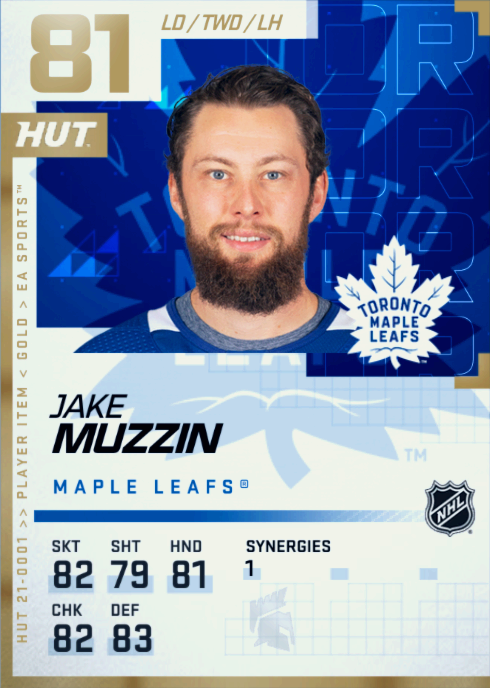 81
LD / TWD / LH
HUT
HUT 21-0001 >> PLAYER ITEM < GOLD > EA SPORTS™
TORONTO
MAPLE
LEAFS
JAKE
MUZZIN
TM
MAPLE LEAFS®
NHL
SKT SHT HND SYNERGIES
82 79 81 1
CHK DEF
82 83